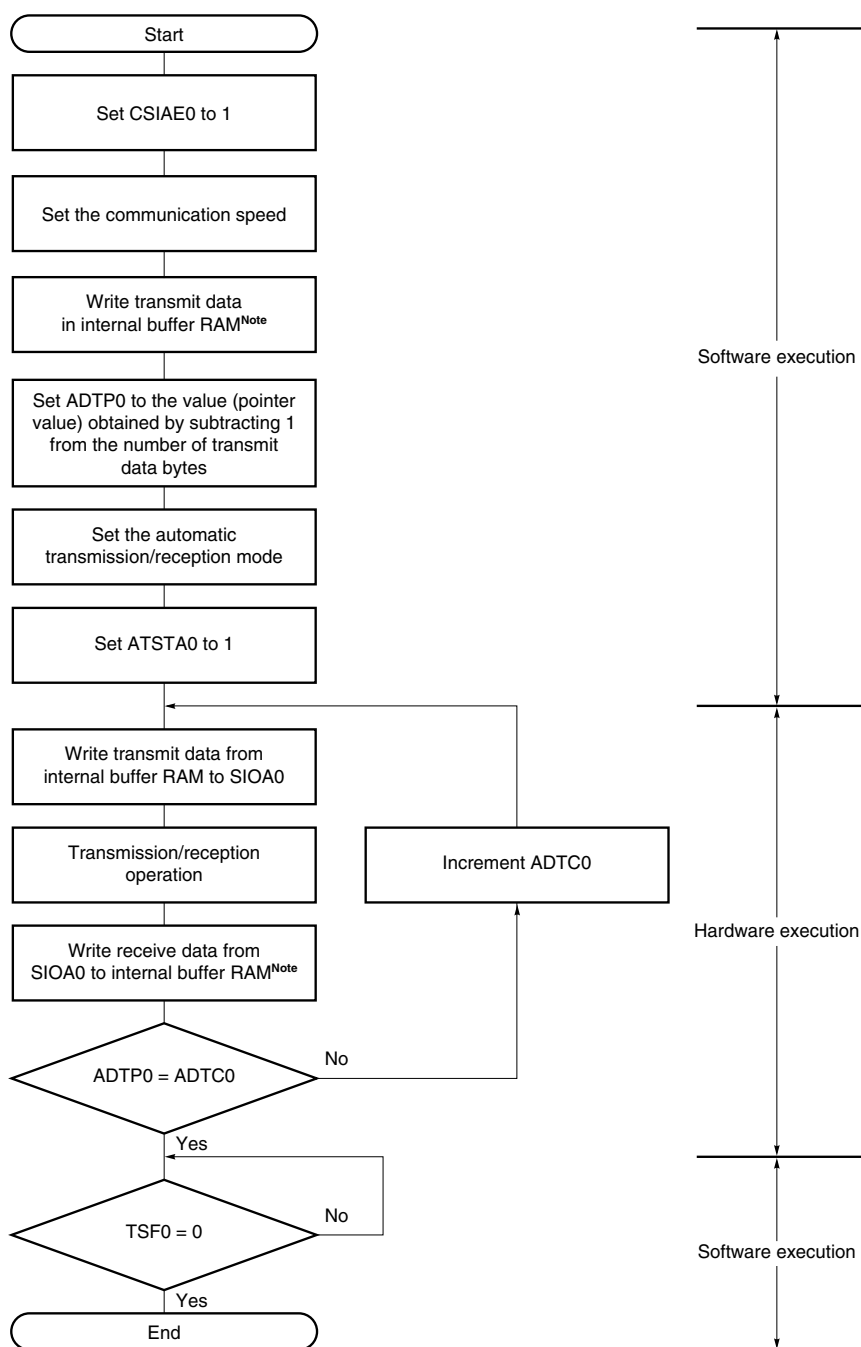 Start
Set CSIAE0 to 1
Set the communication speed
Write transmit data
in internal buffer RAMNote
Set ADTP0 to the value (pointer
value) obtained by subtracting 1
from the number of transmit
data bytes
Set the automatic
transmission/reception mode
Set ATSTA0 to 1
Software execution
Write transmit data from
internal buffer RAM to SIOA0
Transmission/reception
operation
Increment ADTC0
Write receive data from
SIOA0 to internal buffer RAMNote
Hardware execution
ADTP0 = ADTC0
No
Yes
TSF0 = 0
No
Yes
Software execution
End